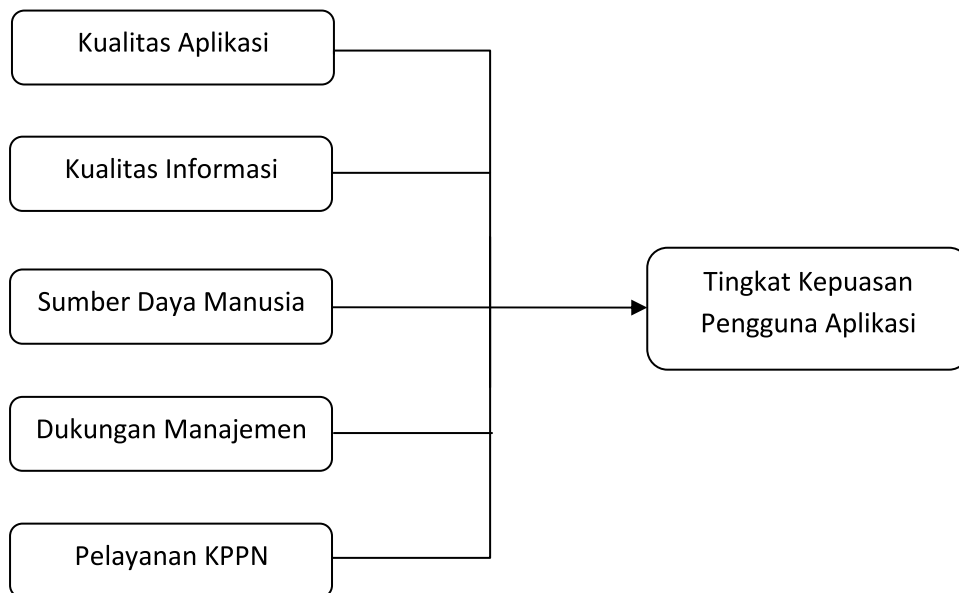 Kualitas Aplikasi
Kualitas Informasi
Sumber Daya Manusia
Dukungan Manajemen
Pelayanan KPPN
Tingkat Kepuasan
Pengguna Aplikasi